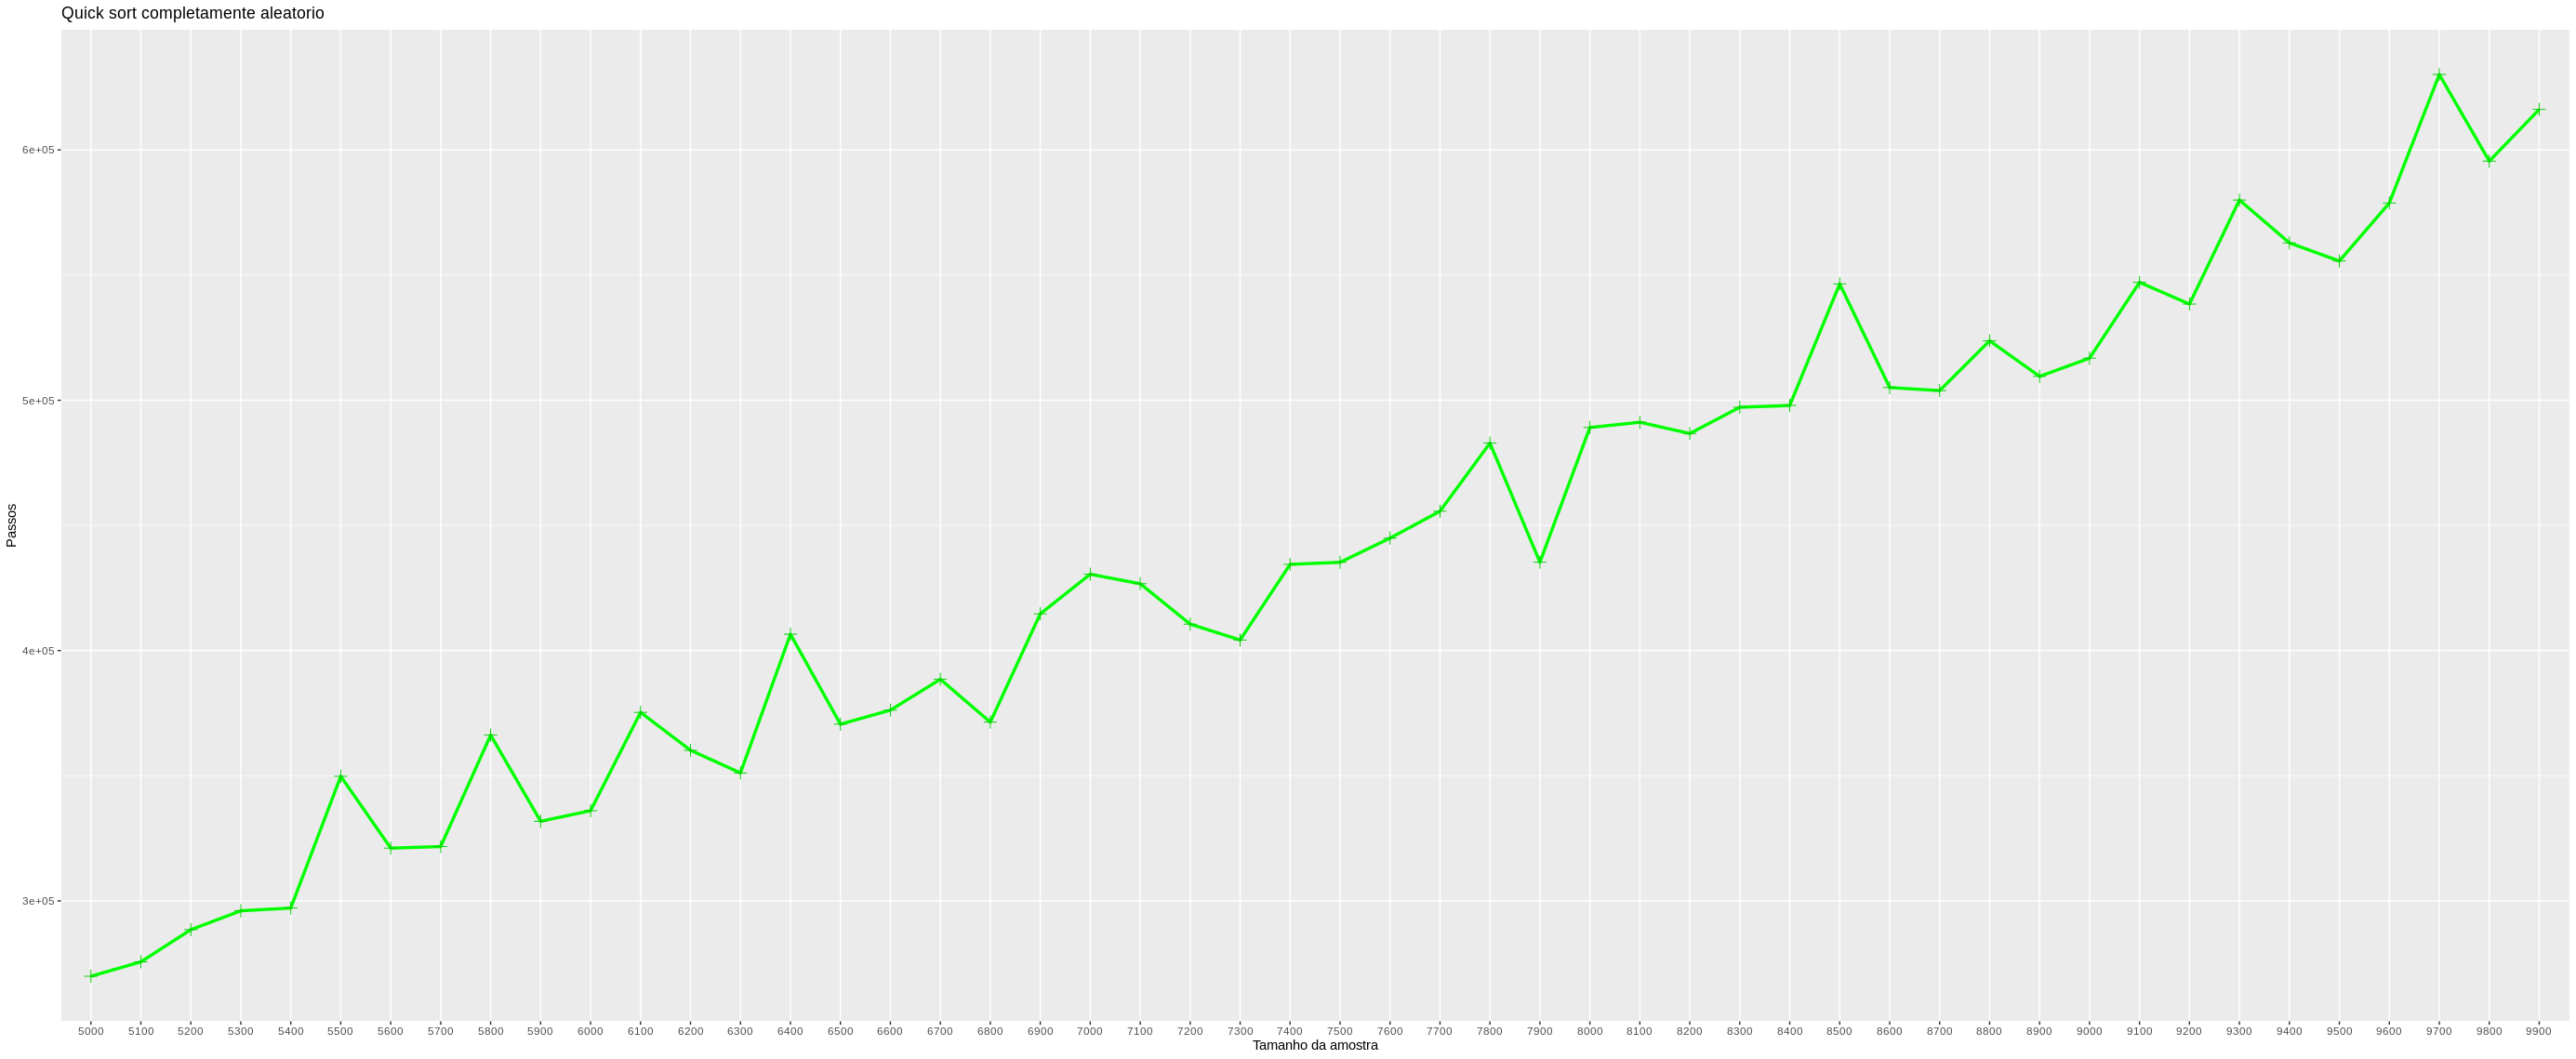 Quick sort completamente aleatorio
6e+05
5e+05
4e+05
3e+05
Passos
5000 5100 5200 5300 5400 5500 5600 5700 5800 5900 6000 6100 6200 6300 6400 6500 6600 6700 6800 6900 7000 7100 7200 7300 7400 7500 7600 7700 7800 7900 8000 8100 8200 8300 8400 8500 8600 8700 8800 8900 9000 9100 9200 9300 9400 9500 9600 9700 9800 9900
Tamanho da amostra